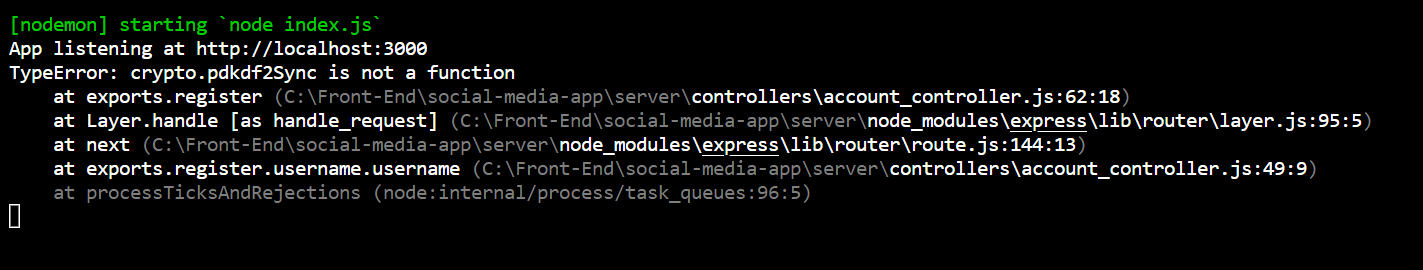 [nodemon] starting `node index.js`
App listening at http://localhost:3000
TypeError: crypto.pdkdf2Sync is not a function
    at exports.register (C:\Front-End\social-media-app\server\controllers\account_controller.js:62:18)
    at Layer.handle [as handle_request] (C:\Front-End\social-media-app\server\node_modules\express\lib\router\layer.js:95:5)
    at next (C:\Front-End\social-media-app\server\node_modules\express\lib\router\route.js:144:13)
    at exports.register.username.username (C:\Front-End\social-media-app\server\controllers\account_controller.js:49:9)
    at processTicksAndRejections (node:internal/process/task_queues:96:5)